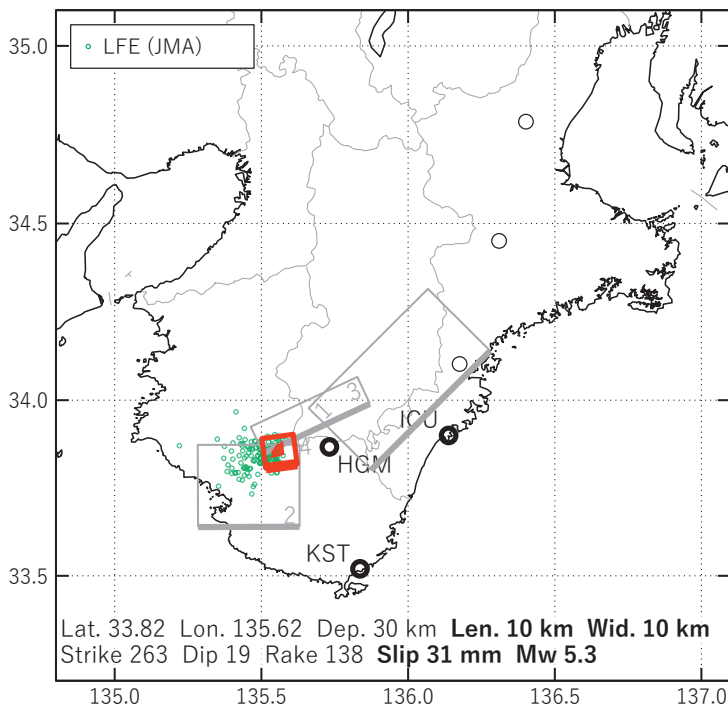 35.0
LFE (JMA)
34.5
34.0
1
3
ICU
4
HGM
2
KST
33.5
Lat. 33.82 Lon. 135.62 Dep. 30 km Len. 10 km Wid. 10 km
Strike 263 Dip 19 Rake 138 Slip 31 mm Mw 5.3
135.0 135.5 136.0 136.5 137.0